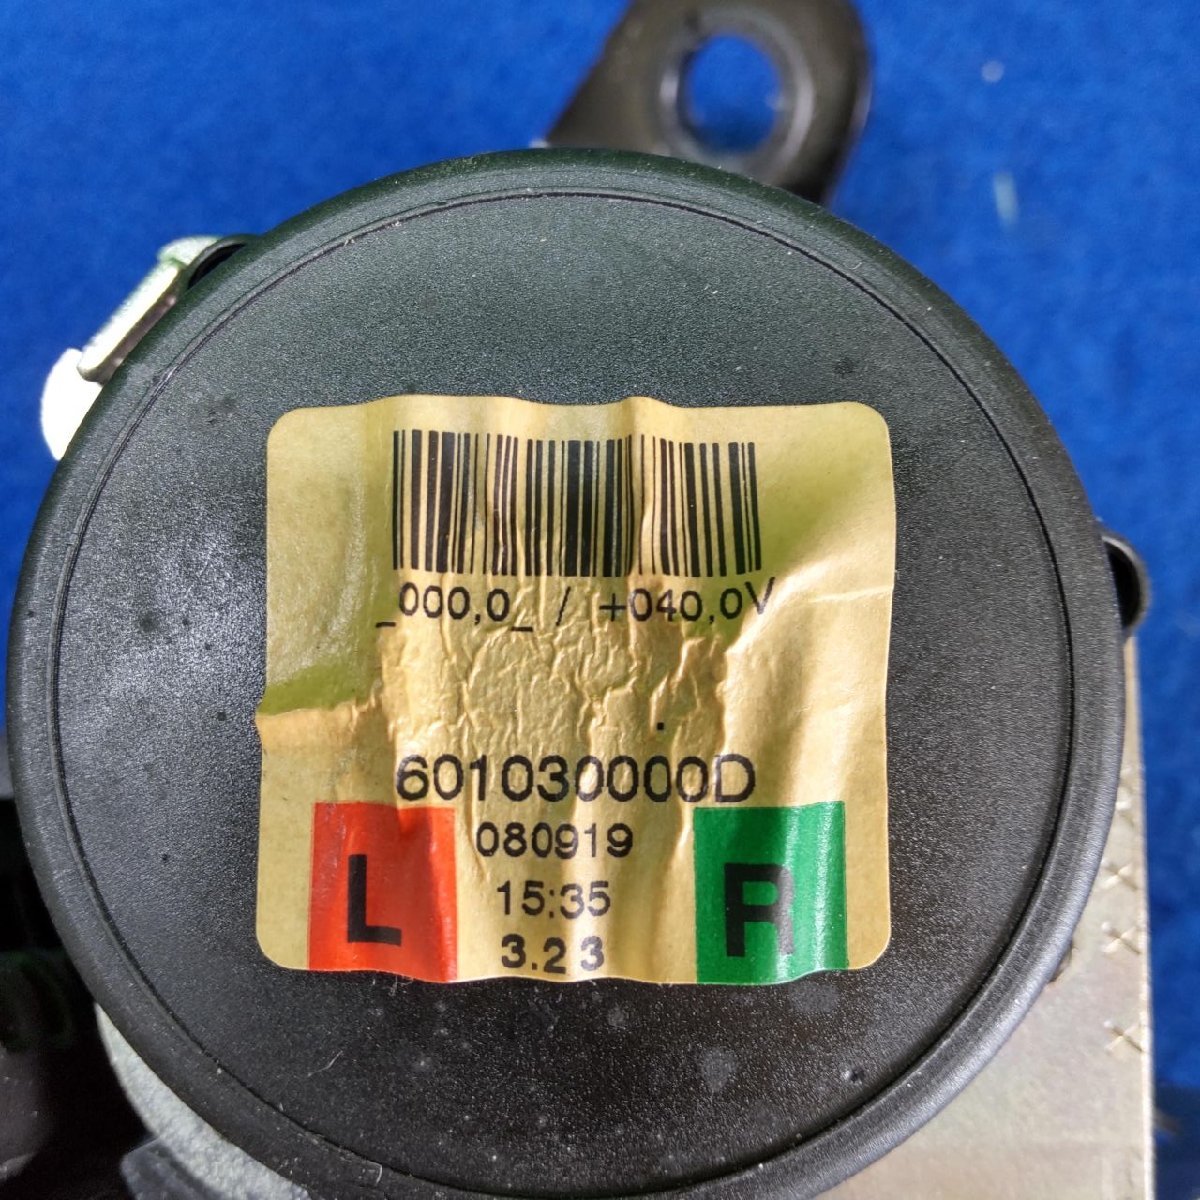 _000,0_ / +040,0V
601030000D
080919
L
15:35
R
3.23